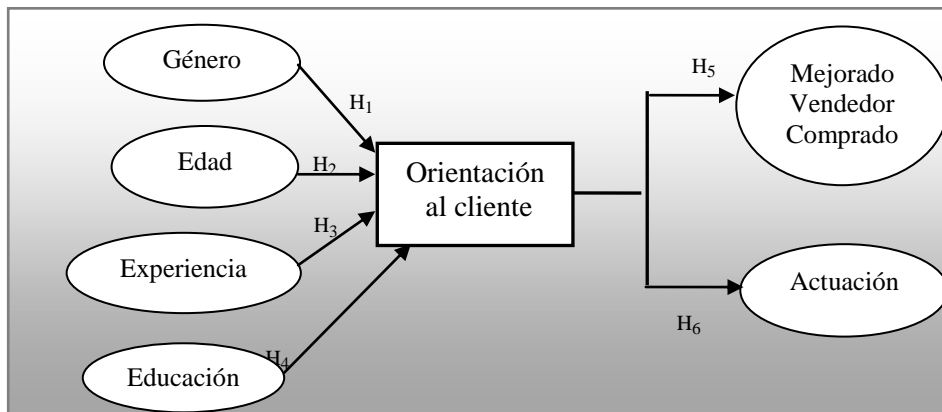 Género
H1
Edad
H2
Experiencia
H3
Educación
H4
Orientación
al cliente
H5
Mejorado
Vendedor
Comprado
Actuación
H6